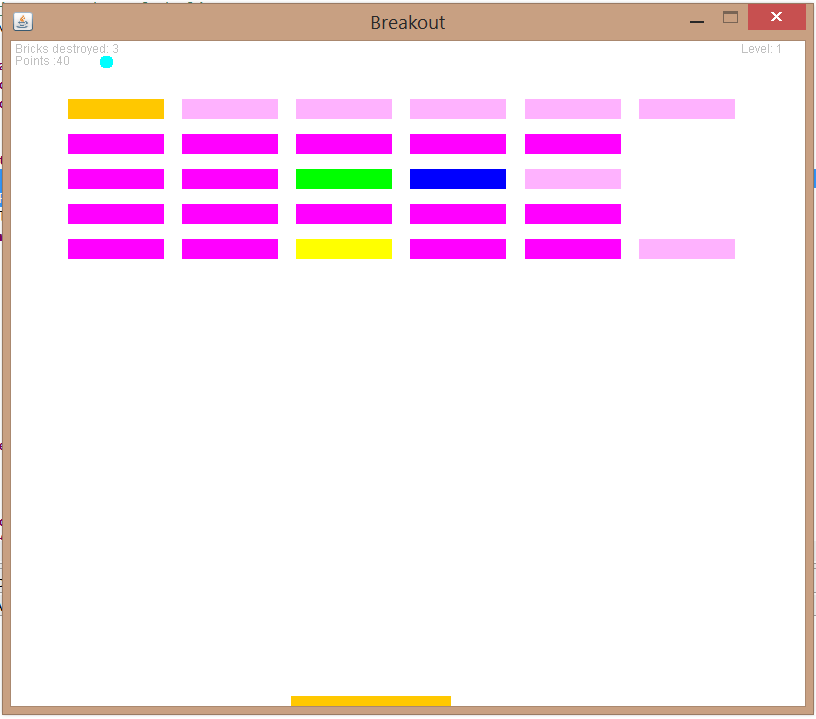 Breakout
Bricks destroyed: 3
Level: 1
Points :40